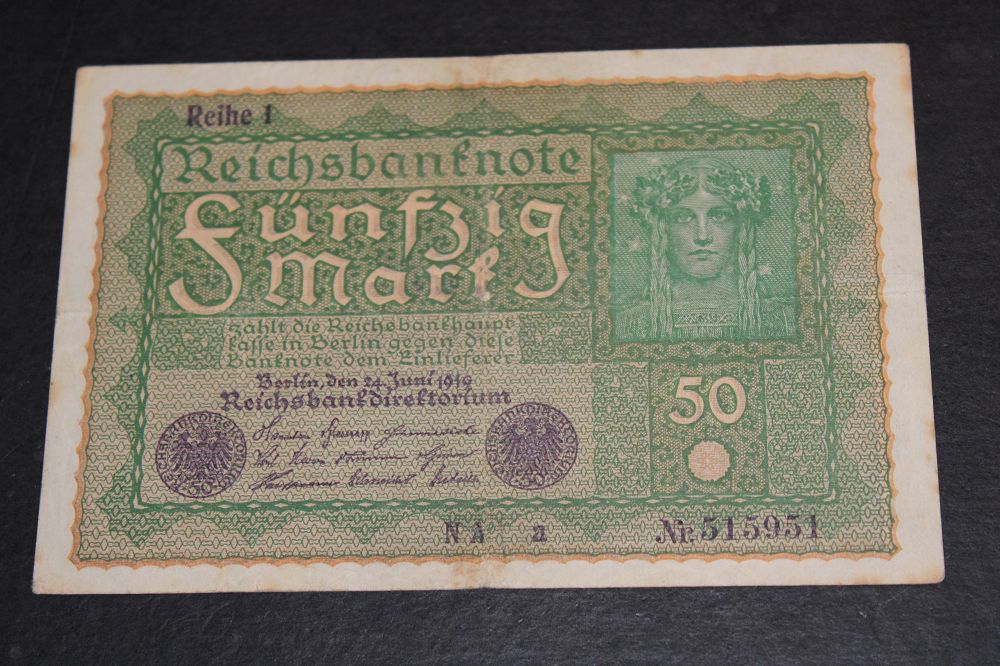 Reihe 1
Reichsbanknote
Fünfzig
Mark
zahlt die Reichsbankhaupt
kasse in Berlin gegen diese
Banknote dem Einlieferer
Berlin, den 24. Juni 1919
Reichsbankdirektorium
50
N A a Nr. 515951